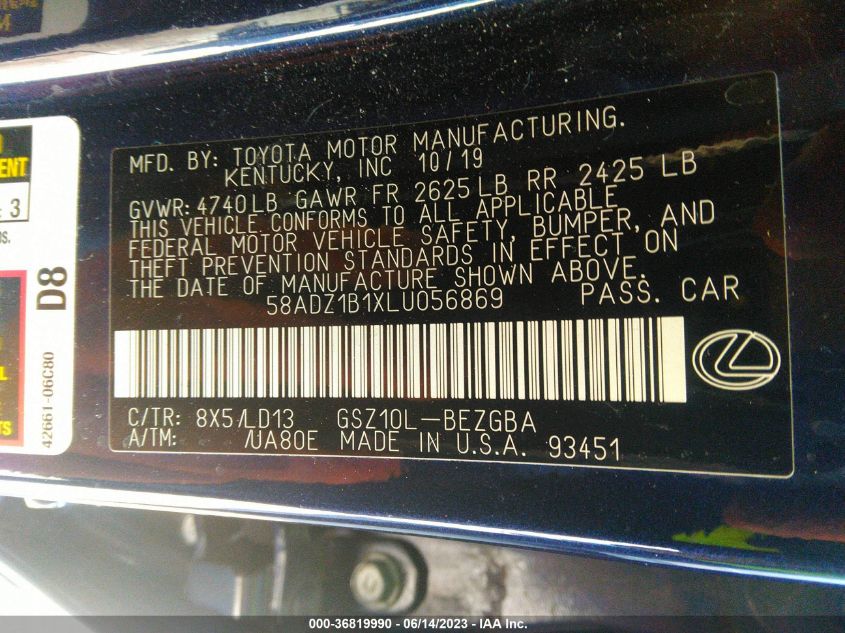 MFD. BY: TOYOTA MOTOR MANUFACTURING.
KENTUCKY, INC 10/19
GVWR: 4740LB GAWR FR 2625LB RR 2425 LB
THIS VEHICLE CONFORMS TO ALL APPLICABLE
FEDERAL MOTOR VEHICLE SAFETY, BUMPER, AND
THEFT PREVENTION STANDARDS IN EFFECT ON
THE DATE OF MANUFACTURE SHOWN ABOVE.
58ADZ1B1XLU056869 PASS. CAR
C/TR: 8X5/LD13 GSZ10L-BEZGBA
A/TM: /UA80E MADE IN U.S.A. 93451
3
D8
42661-06C80
000-36819990 - 06/14/2023 - IAA Inc.